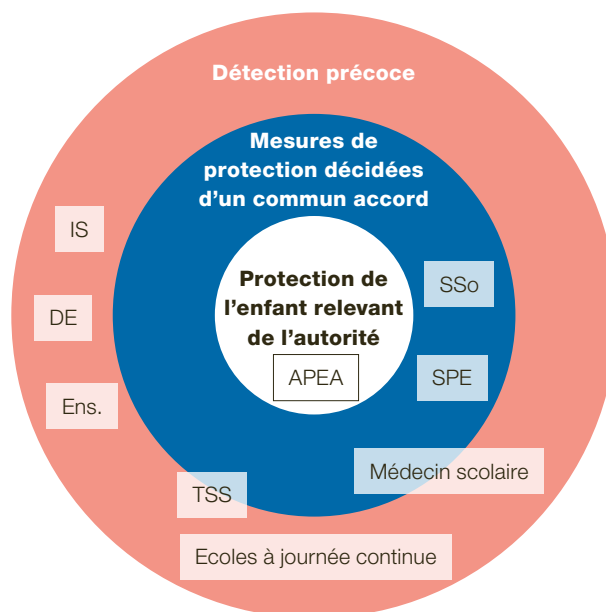 Détection précoce
Mesures de
protection décidées
d’un commun accord
IS
Protection de
l’enfant relevant
de l’autorité
SSo
DE
APEA
SPE
Ens.
Médecin scolaire
TSS
Ecoles à journée continue